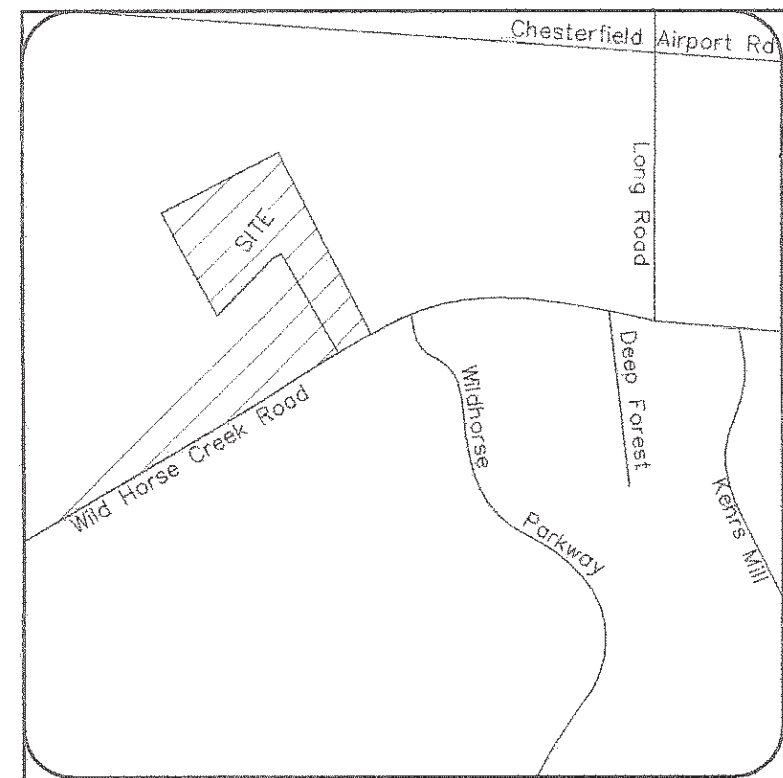 Chesterfield Airport Rd
Long Road
SITE
Wild Horse Creek Road
Wildhorse Parkway
Deep Forest
Kehrs Mill